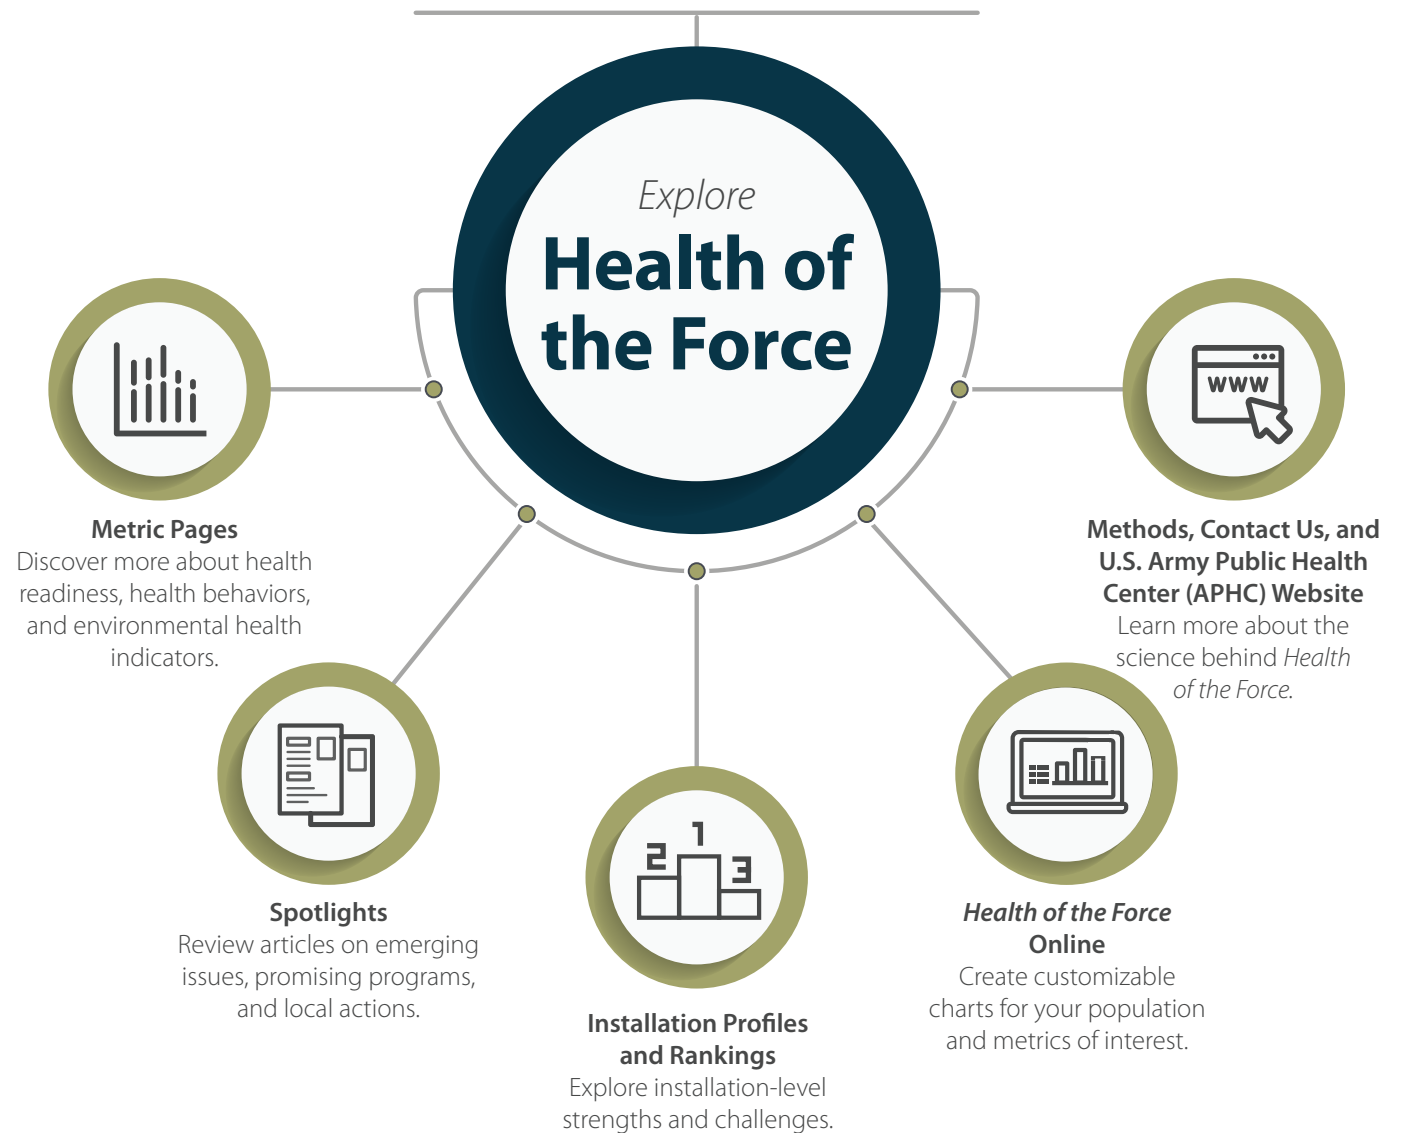 Explore
Health of
the Force
WWW
Metric Pages
Discover more about health
readiness, health behaviors,
and environmental health
indicators.
Methods, Contact Us, and
U.S. Army Public Health
Center (APHC) Website
Learn more about the
science behind Health
of the Force.
Spotlights
Review articles on emerging
issues, promising programs,
and local actions.
1
2
3
Installation Profiles
and Rankings
Explore installation-level
strengths and challenges.
Health of the Force
Online
Create customizable
charts for your population
and metrics of interest.